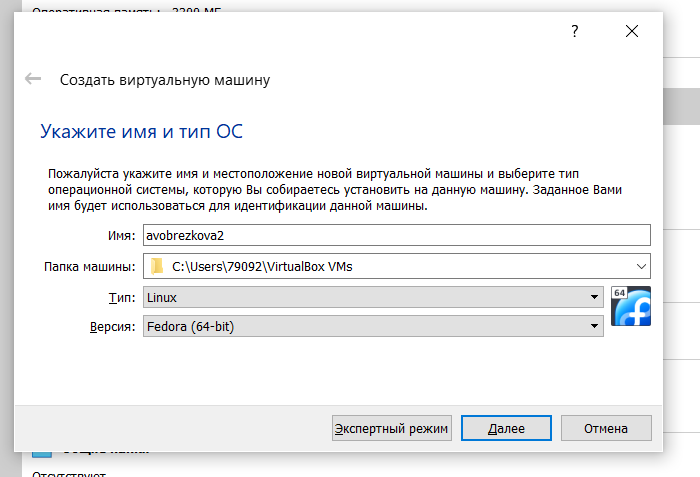 Оперативная память: 3300 МБ
?
Создать виртуальную машину
Укажите имя и тип ОС
Пожалуйста укажите имя и местоположение новой виртуальной машины и выберите тип
операционной системы, которую Вы собираетесь установить на данную машину. Заданное Вами
имя будет использоваться для идентификации данной машины.
Имя: avobrezkova2
Папка машины: C:\Users\79092\VirtualBox VMs
Тип: Linux
64
Версия: Fedora (64-bit)
Экспертный режим Далее Отмена
Общие папки
Отсутствуют